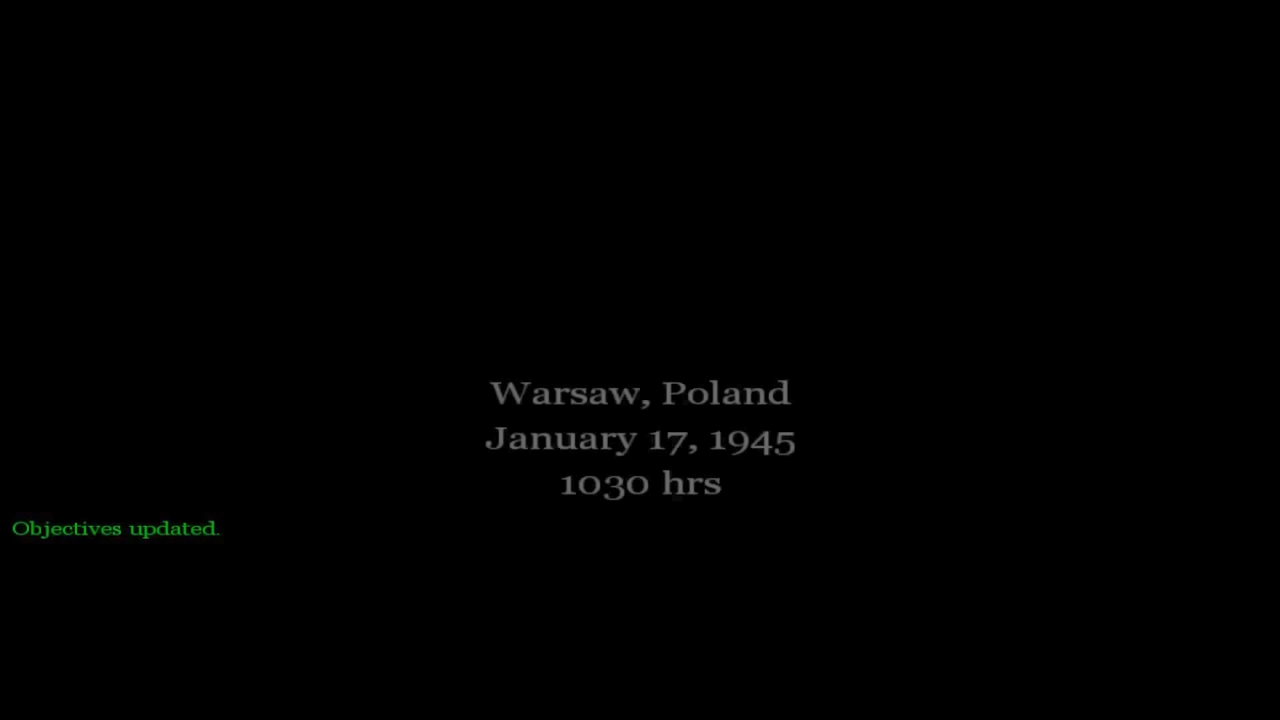 Warsaw, Poland
January 17, 1945
1030 hrs
Objectives updated.